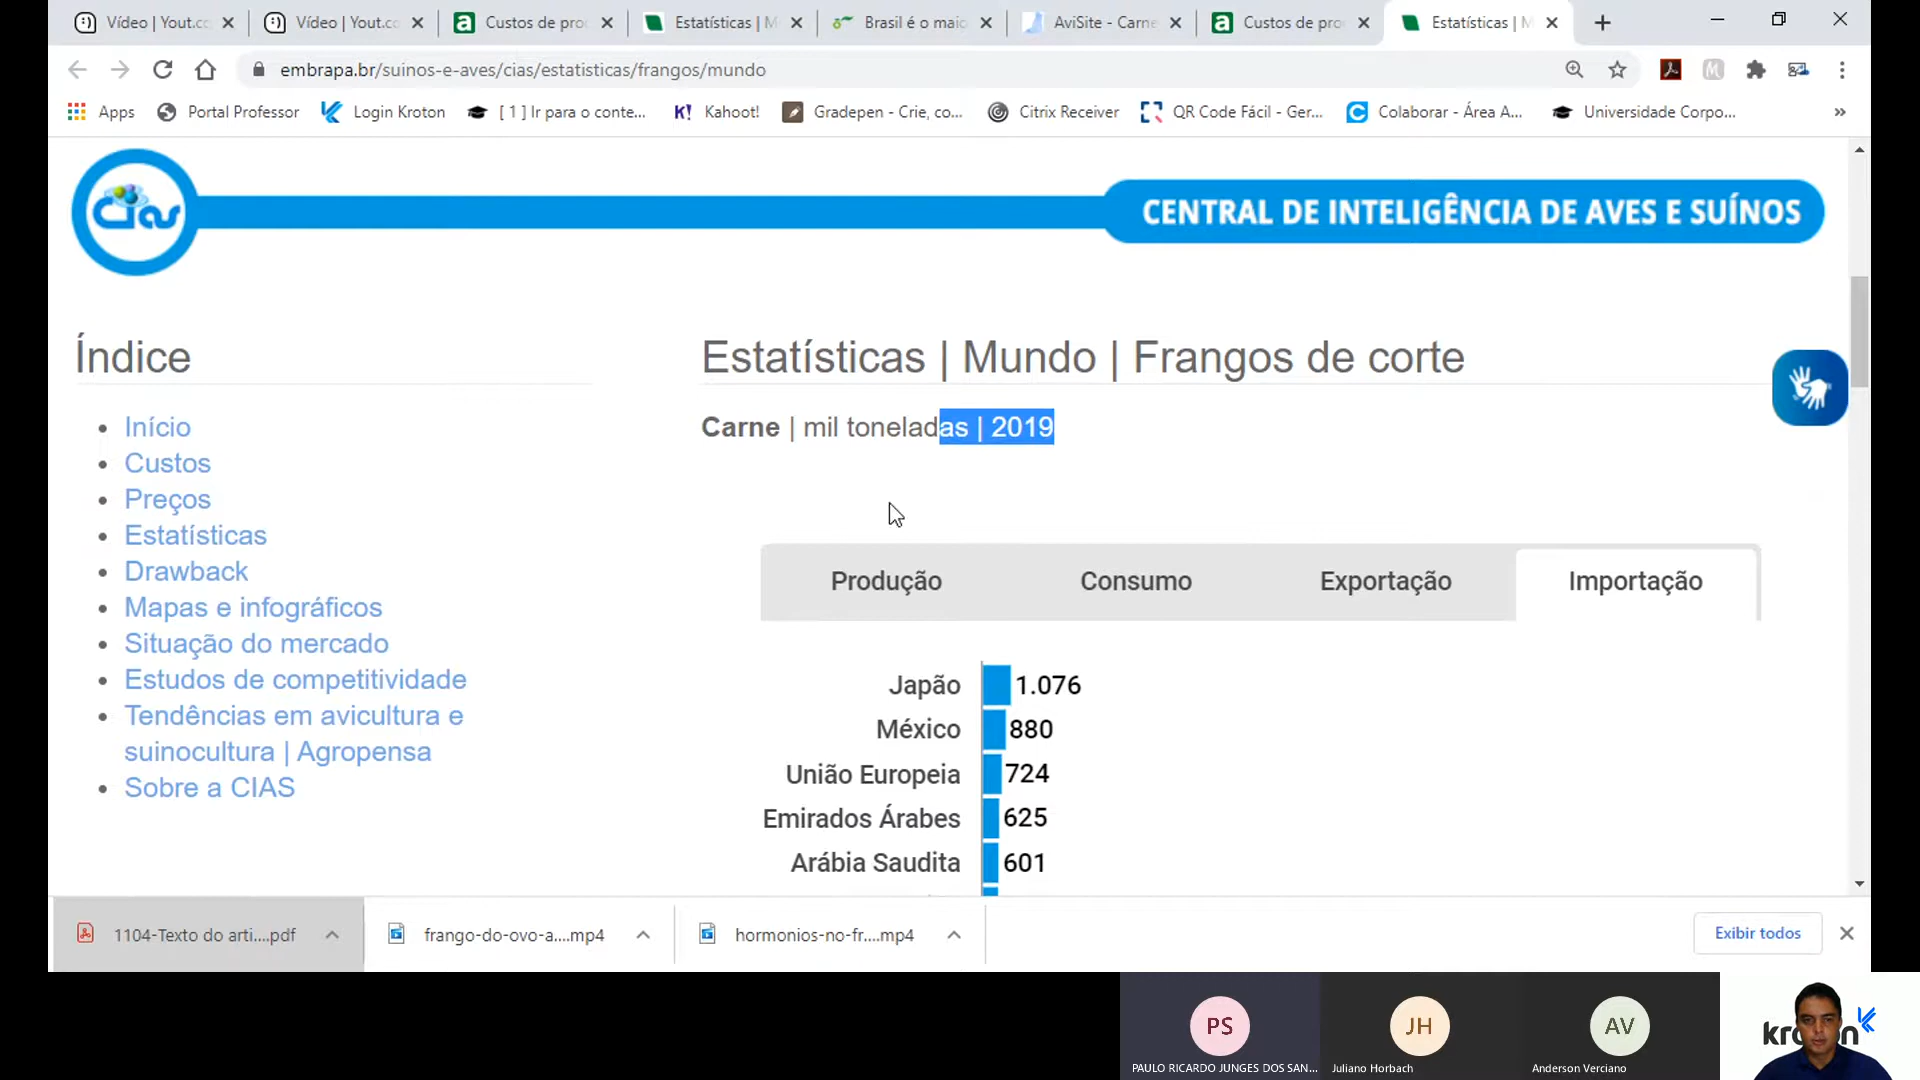 Vídeo | Yout.co
Vídeo | Yout.co
Custos de pro
Estatísticas | M
Brasil é o maio
AviSite - Carne
Custos de pro
Estatísticas | M
embrapa.br/suinos-e-aves/cias/estatisticas/frangos/mundo
Apps
Portal Professor
Login Kroton
[ 1 ] Ir para o conte...
K! Kahoot!
Gradepen - Crie, co...
Citrix Receiver
QR Code Fácil - Ger...
Colaborar - Área A...
Universidade Corpo...
»
cias
CENTRAL DE INTELIGÊNCIA DE AVES E SUÍNOS
Índice
Início
Custos
Preços
Estatísticas
Drawback
Mapas e infográficos
Situação do mercado
Estudos de competitividade
Tendências em avicultura e
suinocultura | Agropensa
Sobre a CIAS
Estatísticas | Mundo | Frangos de corte
Carne | mil toneladas | 2019
Produção Consumo Exportação Importação
Japão 1.076
México 880
União Europeia 724
Emirados Árabes 625
Arábia Saudita 601
1104-Texto do arti....pdf
frango-do-ovo-a....mp4
hormonios-no-fr....mp4
Exibir todos
PS
PAULO RICARDO JUNGES DOS SAN...
JH
Juliano Horbach
AV
Anderson Verciano